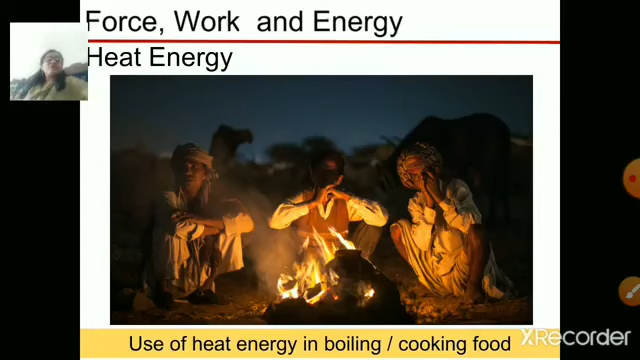 Force, Work and Energy
Heat Energy
Use of heat energy in boiling / cooking food
XRecorder